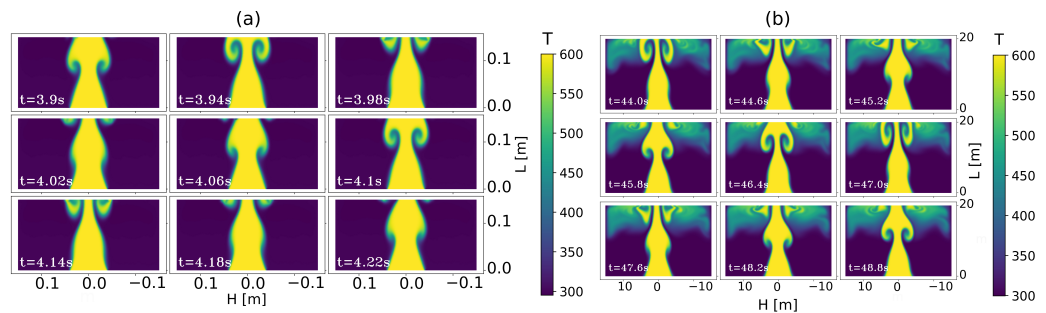 (a)
t=3.9s
t=3.94s
t=3.98s
0.1
0.0
t=4.02s
t=4.06s
t=4.1s
0.1
0.0
t=4.14s
t=4.18s
t=4.22s
0.1
0.0
L [m]
0.1 0.0 −0.1 0.1 0.0 −0.1 0.1 0.0 −0.1
H [m]
T
600
550
500
450
400
350
300
(b)
t=44.0s
t=44.6s
t=45.2s
20
0
t=45.8s
t=46.4s
t=47.0s
20
0
t=47.6s
t=48.2s
t=48.8s
20
0
L [m]
10 0 −10 10 0 −10 10 0 −10
H [m]
T
600
550
500
450
400
350
300